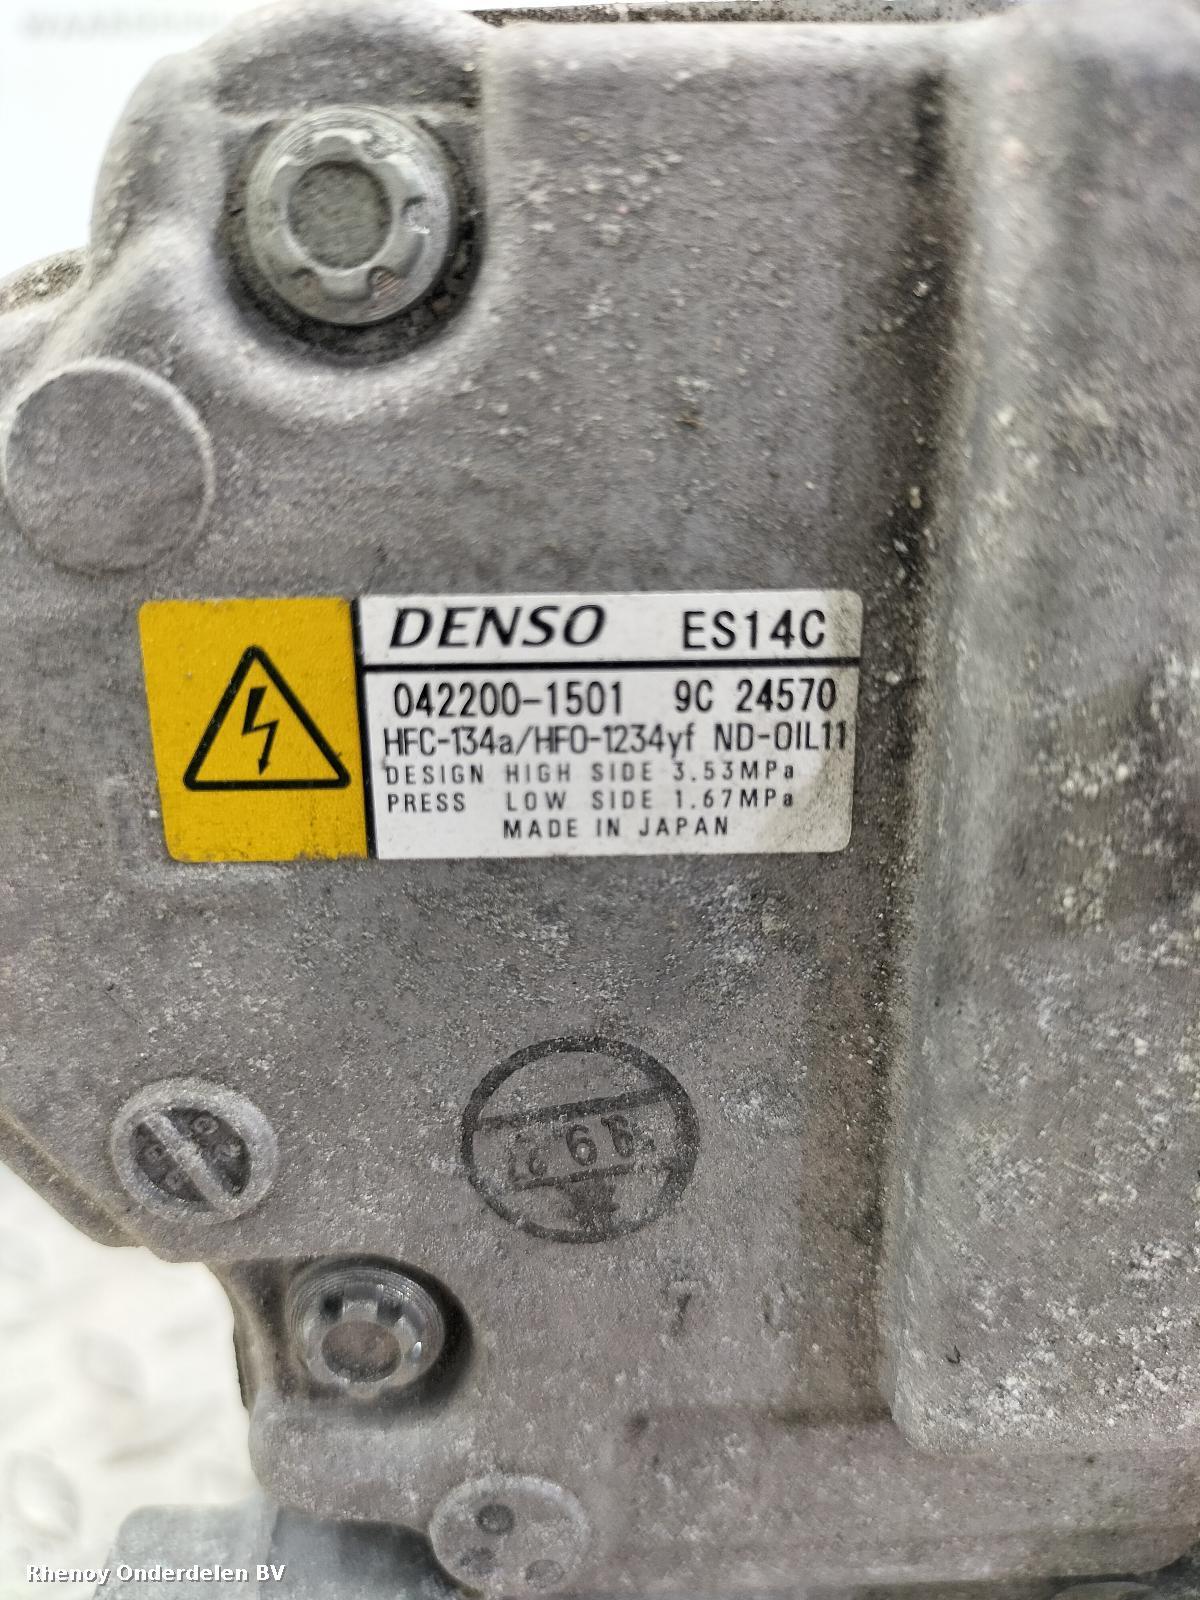 DENSO ES14C
042200-1501 9C 24570
HFC-134a/HFO-1234yf ND-OIL11
DESIGN HIGH SIDE 3.53MPa
PRESS LOW SIDE 1.67MPa
MADE IN JAPAN
7
Rhenoy Onderdelen BV